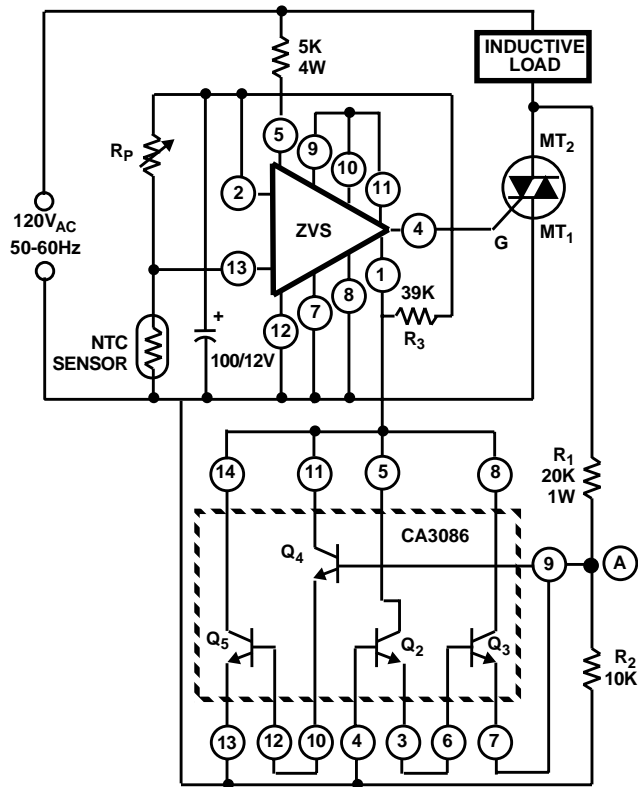 5K
4W
INDUCTIVE
LOAD
RP
5
9
10
11
MT2
2
120VAC
50-60Hz
ZVS
4
MT1
G
13
1
39K
R3
NTC
SENSOR
+
100/12V
12
7
8
14
11
5
8
R1
20K
1W
CA3086
Q4
9
A
Q5
Q2
Q3
R2
10K
13
12
10
4
3
6
7